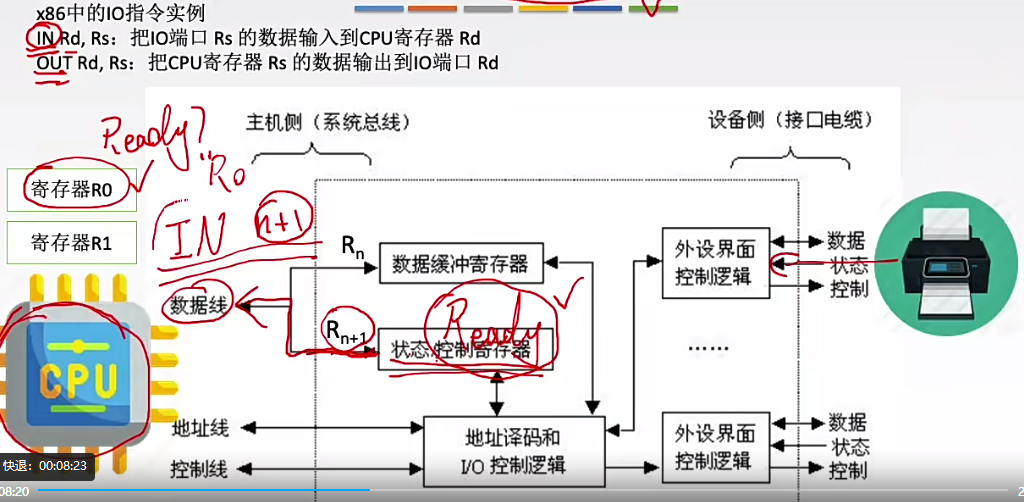 x86中的IO指令实例
IN Rd, Rs：把IO端口 Rs 的数据输入到CPU寄存器 Rd
OUT Rd, Rs：把CPU寄存器 Rs 的数据输出到IO端口 Rd
主机侧（系统总线）
设备侧（接口电缆）
Ready?
R0
寄存器R0
寄存器R1
IN n+1
Rn
数据缓冲寄存器
外设界面
控制逻辑
数据
状态
控制
数据线
Rn+1
Ready
状态/控制寄存器
……
CPU
地址线
控制线
地址译码和
I/O 控制逻辑
外设界面
控制逻辑
数据
状态
控制
快退：00:08:23
08:20
2